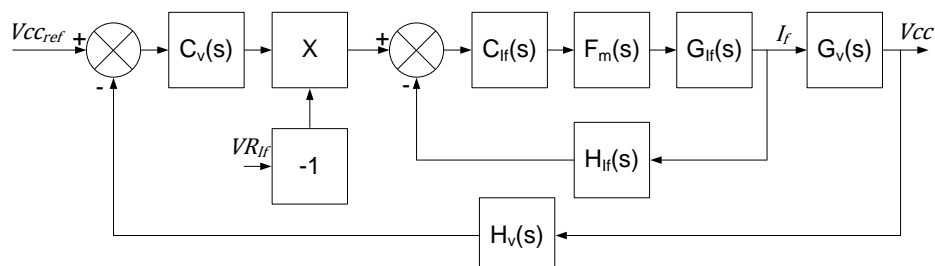 Vcc_ref + - C_v(s) X + - C_If(s) F_m(s) G_If(s) I_f G_v(s) Vcc
VR_If -1 H_If(s)
H_v(s)